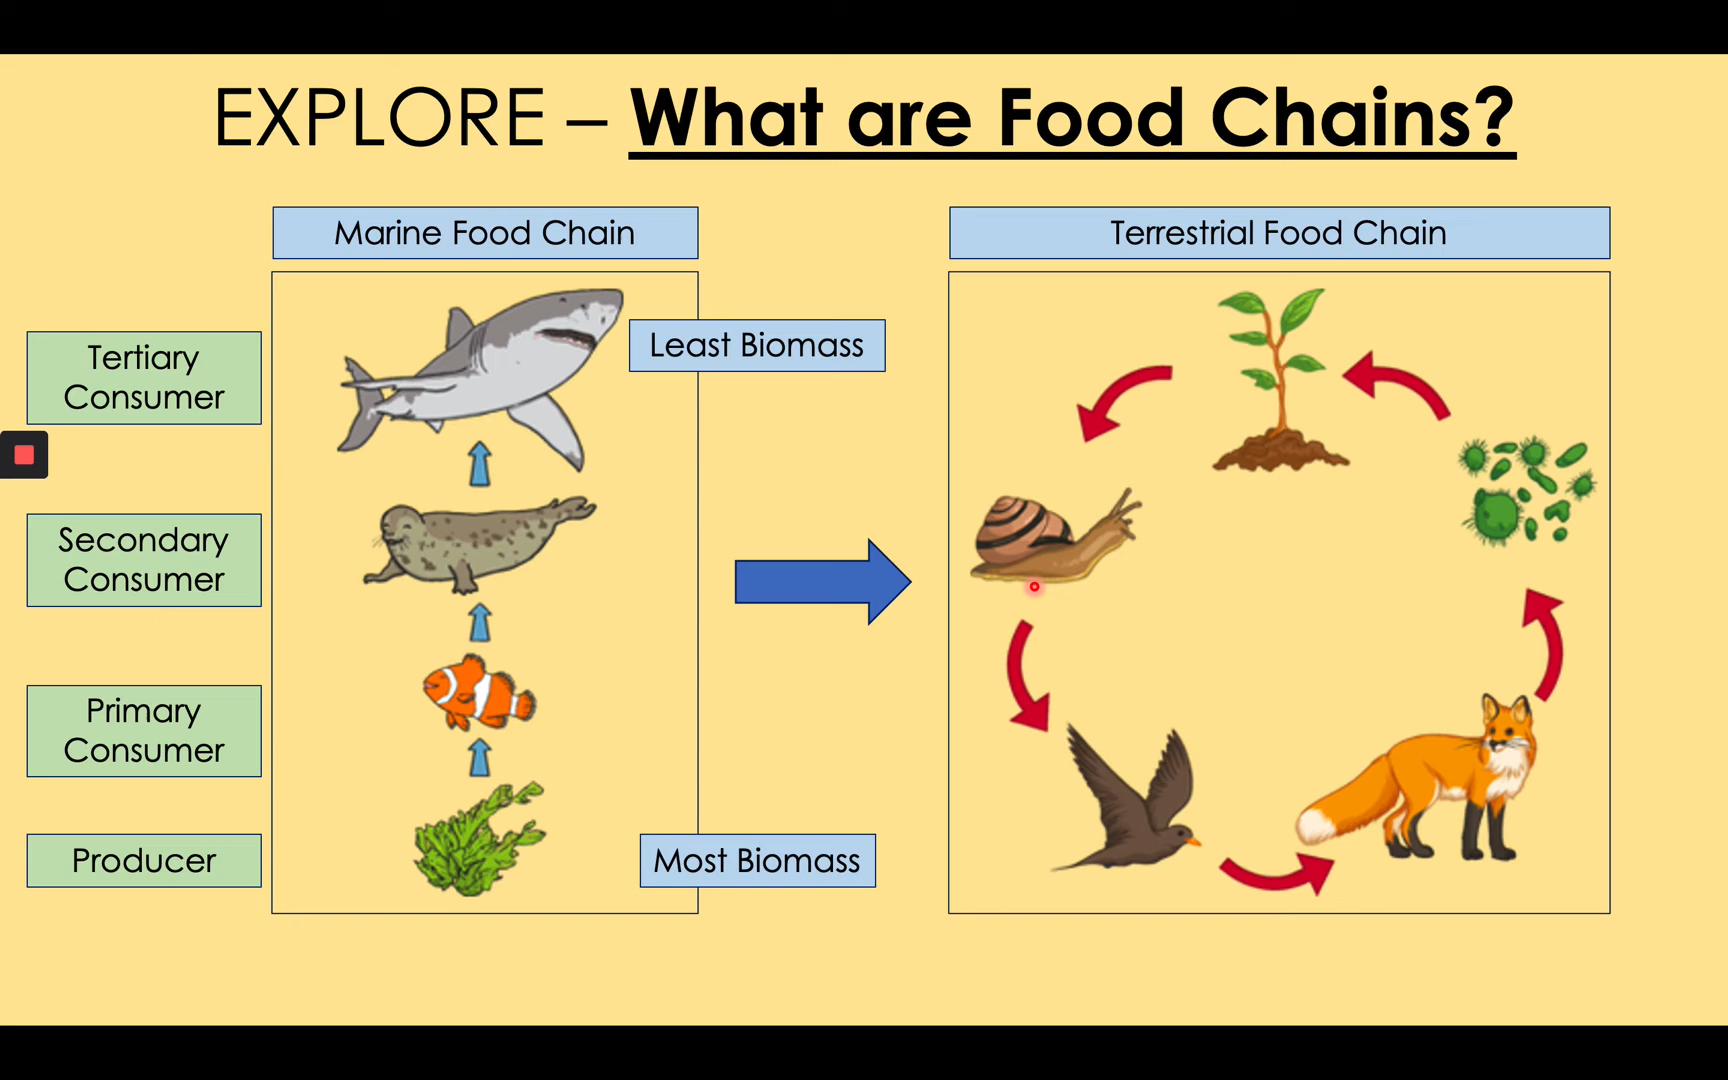 EXPLORE – What are Food Chains?
Marine Food Chain
Terrestrial Food Chain
Tertiary
Consumer
Least Biomass
Secondary
Consumer
Primary
Consumer
Producer
Most Biomass